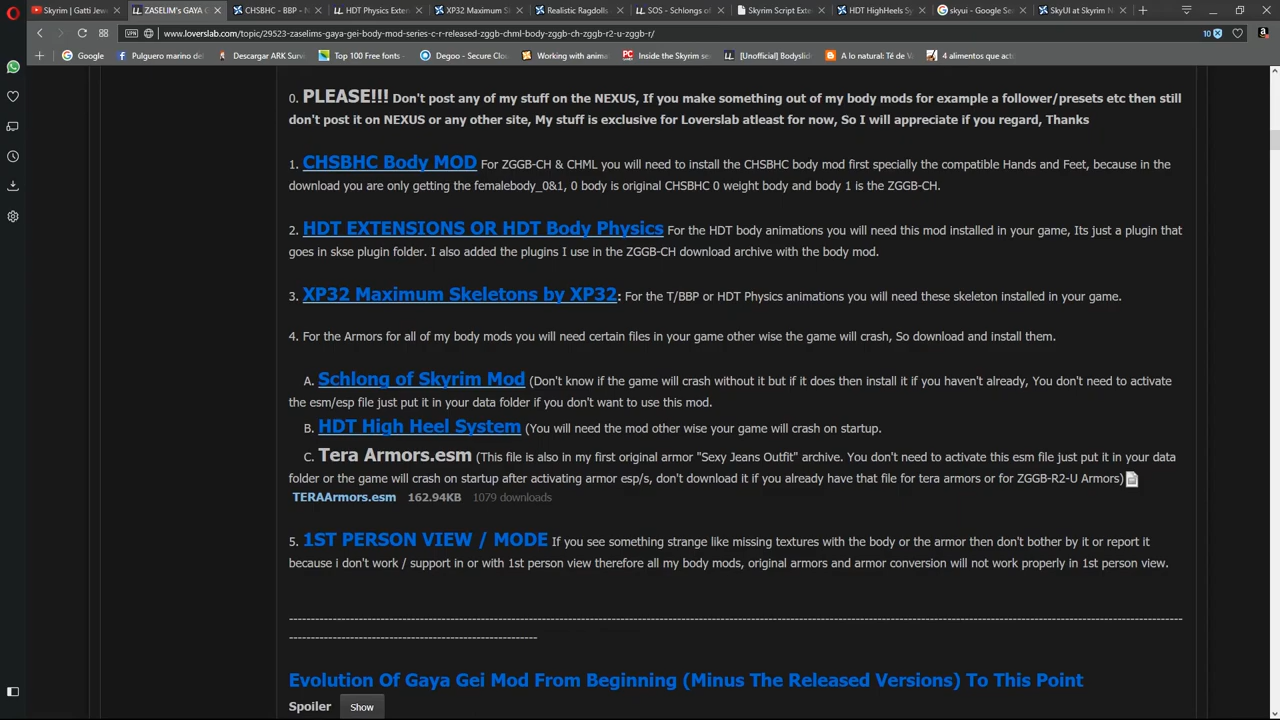 Skyrim | Gatti Jewe
ZASELIM's GAYA G
CHSBHC - BBP - N
HDT Physics Exten
XP32 Maximum Sk
Realistic Ragdolls
SOS - Schlongs of
Skyrim Script Exte
HDT HighHeels Sy
skyui - Google Sea
SkyUI at Skyrim N
VPN www.loverslab.com/topic/29523-zaselims-gaya-gei-body-mod-series-c-r-released-zggb-chml-body-zggb-ch-zggb-r2-u-zggb-r/ 10
Google
Pulguero marino de
Descargar ARK Surv
Top 100 Free fonts -
Degoo - Secure Clo
Working with anima
Inside the Skyrim se
[Unofficial] Bodyslid
A lo natural: Té de V
4 alimentos que act
0. PLEASE!!! Don't post any of my stuff on the NEXUS, If you make something out of my body mods for example a follower/presets etc then still
don't post it on NEXUS or any other site, My stuff is exclusive for Loverslab atleast for now, So I will appreciate if you regard, Thanks
1. CHSBHC Body MOD For ZGGB-CH & CHML you will need to install the CHSBHC body mod first specially the compatible Hands and Feet, because in the
download you are only getting the femalebody_0&1, 0 body is original CHSBHC 0 weight body and body 1 is the ZGGB-CH.
2. HDT EXTENSIONS OR HDT Body Physics For the HDT body animations you will need this mod installed in your game, Its just a plugin that
goes in skse plugin folder. I also added the plugins I use in the ZGGB-CH download archive with the body mod.
3. XP32 Maximum Skeletons by XP32: For the T/BBP or HDT Physics animations you will need these skeleton installed in your game.
4. For the Armors for all of my body mods you will need certain files in your game other wise the game will crash, So download and install them.
A. Schlong of Skyrim Mod (Don't know if the game will crash without it but if it does then install it if you haven't already, You don't need to activate
the esm/esp file just put it in your data folder if you don't want to use this mod.
B. HDT High Heel System (You will need the mod other wise your game will crash on startup.
C. Tera Armors.esm (This file is also in my first original armor "Sexy Jeans Outfit" archive. You don't need to activate this esm file just put it in your data
folder or the game will crash on startup after activating armor esp/s, don't download it if you already have that file for tera armors or for ZGGB-R2-U Armors)
TERAArmors.esm 162.94KB 1079 downloads
5. 1ST PERSON VIEW / MODE If you see something strange like missing textures with the body or the armor then don't bother by it or report it
because i don't work / support in or with 1st person view therefore all my body mods, original armors and armor conversion will not work properly in 1st person view.
--------------------------------------------------------------------------------------------------------------------------------------------------------
------------------------------------------
Evolution Of Gaya Gei Mod From Beginning (Minus The Released Versions) To This Point
Spoiler Show